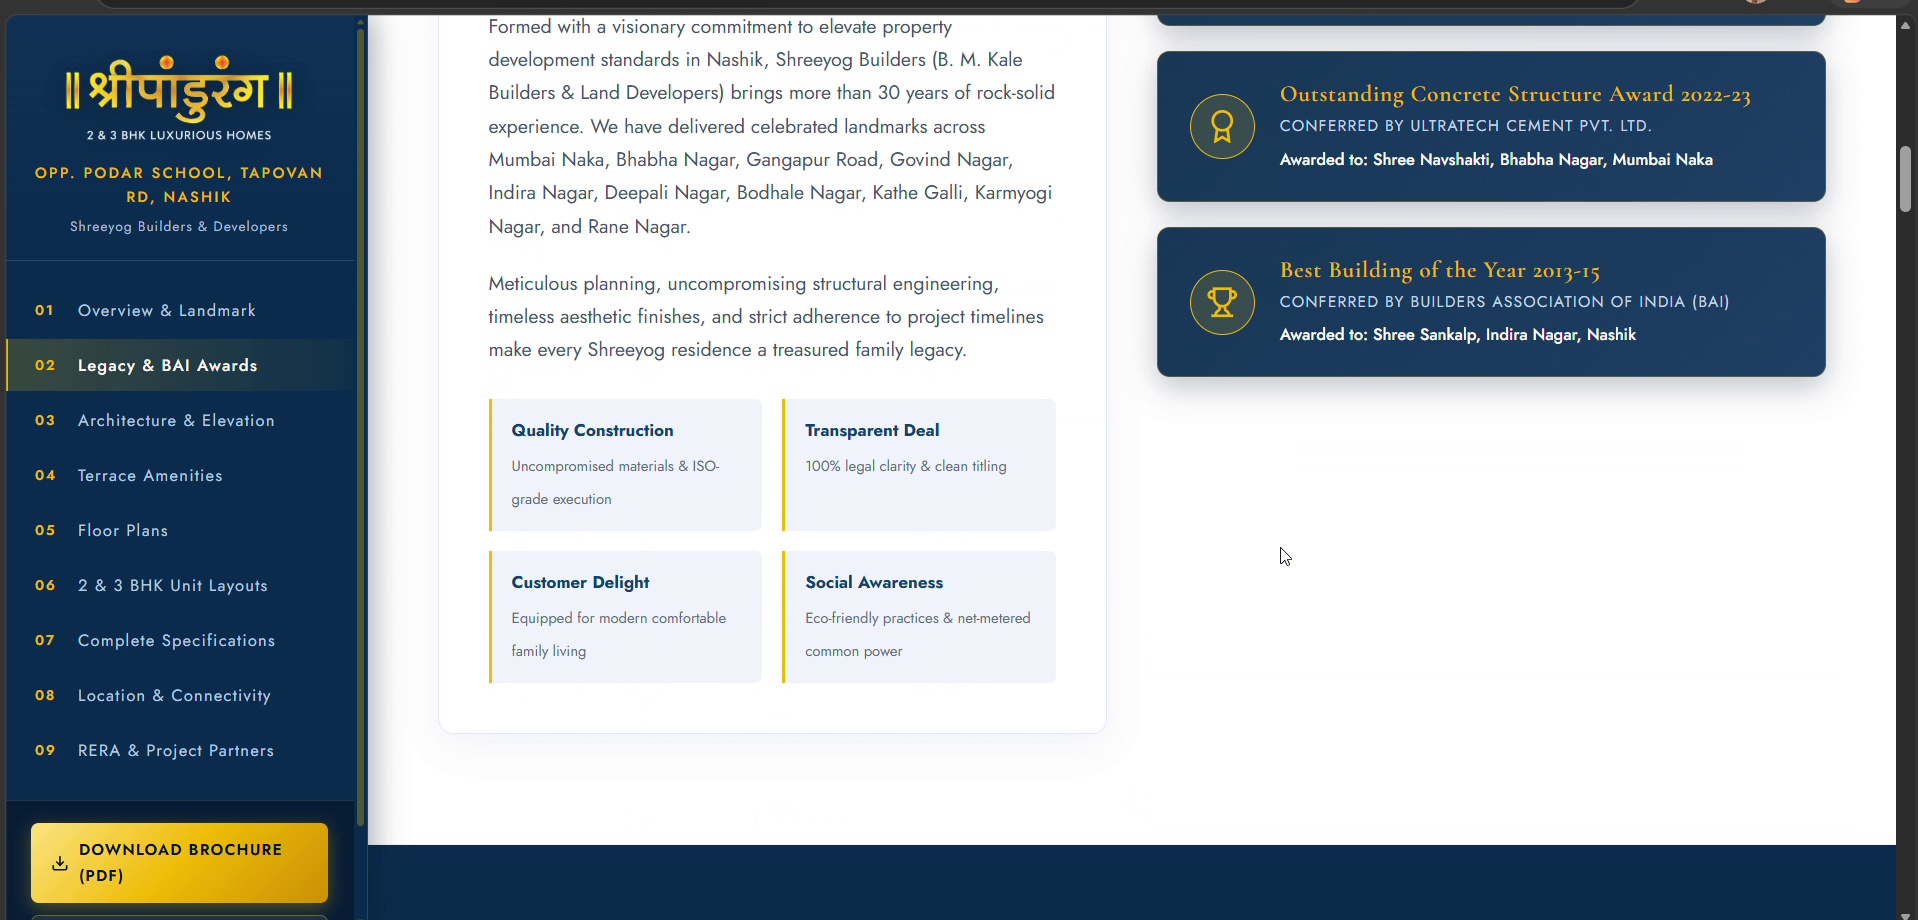 ॥ श्रीपांडुरंग ॥
2 & 3 BHK LUXURIOUS HOMES
OPP. PODAR SCHOOL, TAPOVAN
RD, NASHIK
Shreeyog Builders & Developers
01 Overview & Landmark
02 Legacy & BAI Awards
03 Architecture & Elevation
04 Terrace Amenities
05 Floor Plans
06 2 & 3 BHK Unit Layouts
07 Complete Specifications
08 Location & Connectivity
09 RERA & Project Partners
DOWNLOAD BROCHURE
(PDF)
Formed with a visionary commitment to elevate property
development standards in Nashik, Shreeyog Builders (B. M. Kale
Builders & Land Developers) brings more than 30 years of rock-solid
experience. We have delivered celebrated landmarks across
Mumbai Naka, Bhabha Nagar, Gangapur Road, Govind Nagar,
Indira Nagar, Deepali Nagar, Bodhale Nagar, Kathe Galli, Karmyogi
Nagar, and Rane Nagar.
Meticulous planning, uncompromising structural engineering,
timeless aesthetic finishes, and strict adherence to project timelines
make every Shreeyog residence a treasured family legacy.
Quality Construction
Uncompromised materials & ISO-
grade execution
Transparent Deal
100% legal clarity & clean titling
Customer Delight
Equipped for modern comfortable
family living
Social Awareness
Eco-friendly practices & net-metered
common power
Outstanding Concrete Structure Award 2022-23
CONFERRED BY ULTRATECH CEMENT PVT. LTD.
Awarded to: Shree Navshakti, Bhabha Nagar, Mumbai Naka
Best Building of the Year 2013-15
CONFERRED BY BUILDERS ASSOCIATION OF INDIA (BAI)
Awarded to: Shree Sankalp, Indira Nagar, Nashik